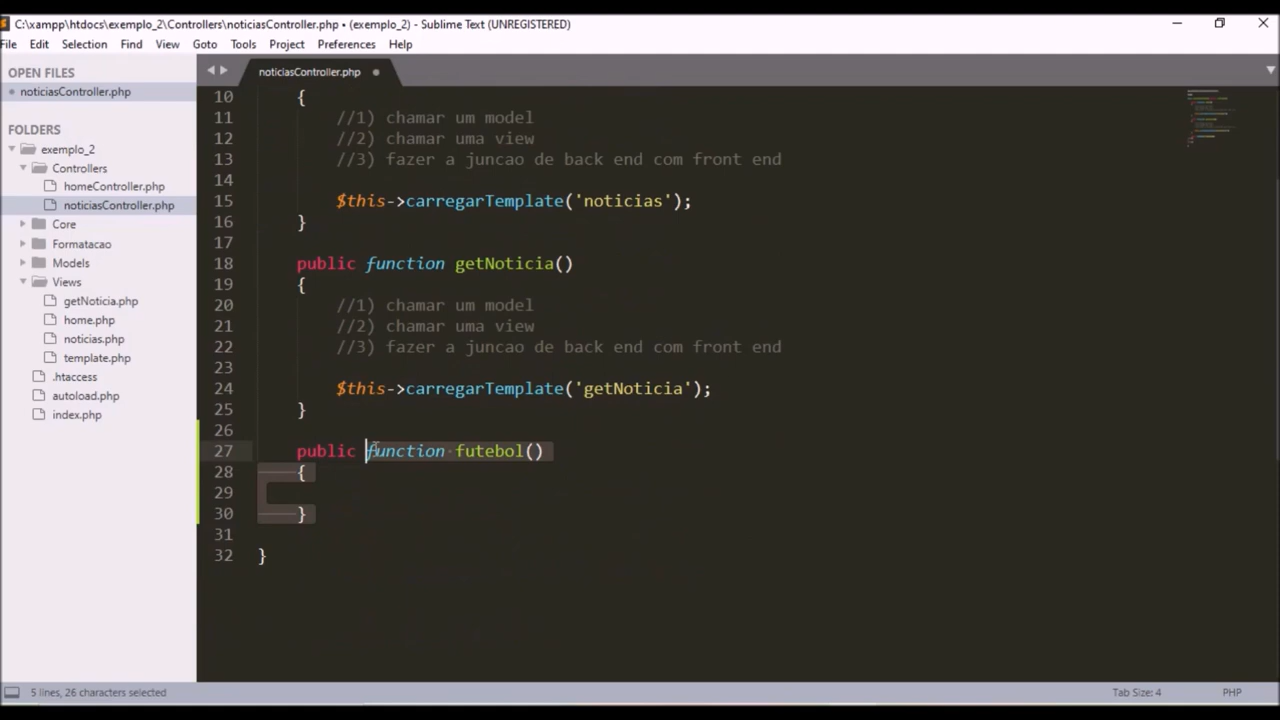 C:\xampp\htdocs\exemplo_2\Controllers\noticiasController.php • (exemplo_2) - Sublime Text (UNREGISTERED)
File Edit Selection Find View Goto Tools Project Preferences Help
OPEN FILES
noticiasController.php
FOLDERS
exemplo_2
Controllers
homeController.php
noticiasController.php
Core
Formatacao
Models
Views
getNoticia.php
home.php
noticias.php
template.php
.htaccess
autoload.php
index.php
noticiasController.php
10 {
11 //1) chamar um model
12 //2) chamar uma view
13 //3) fazer a juncao de back end com front end
14
15 $this->carregarTemplate('noticias');
16 }
17
18 public function getNoticia()
19 {
20 //1) chamar um model
21 //2) chamar uma view
22 //3) fazer a juncao de back end com front end
23
24 $this->carregarTemplate('getNoticia');
25 }
26
27 public function futebol()
28 {
29
30 }
31
32 }
5 lines, 26 characters selected
Tab Size: 4
PHP